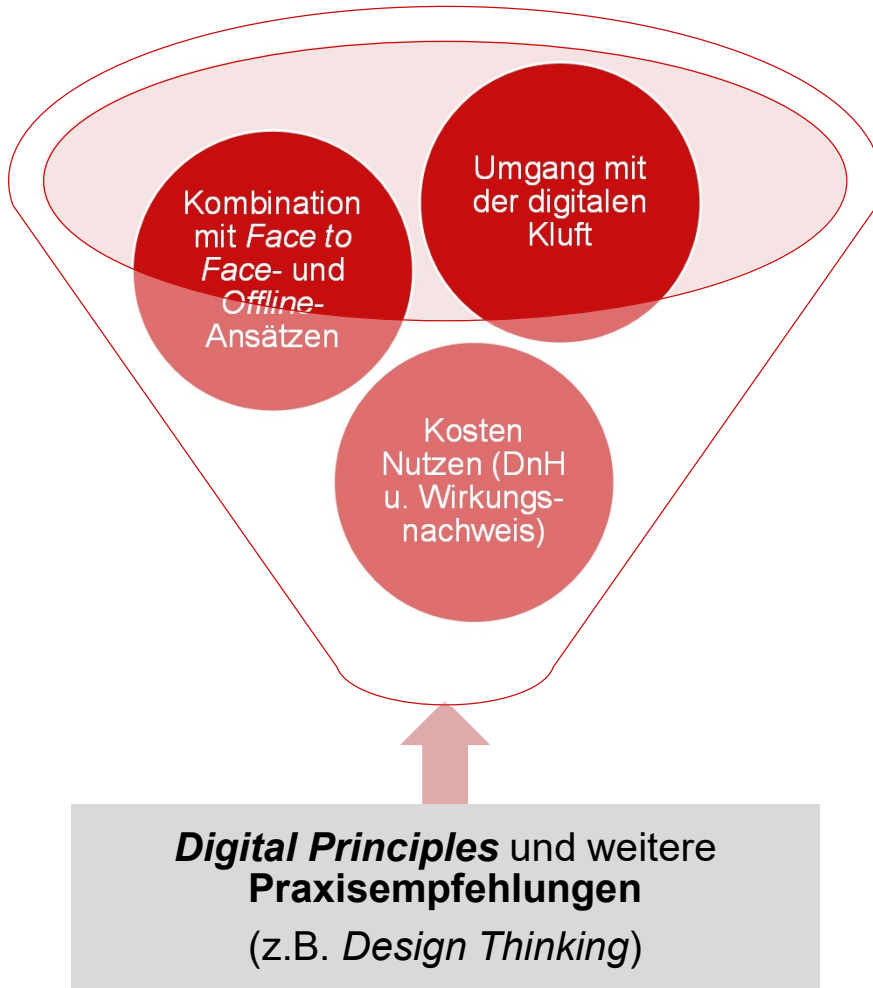 Kombination
mit Face to
Face- und
Offline-
Ansätzen
Umgang mit
der digitalen
Kluft
Kosten
Nutzen (DnH
u. Wirkungs-
nachweis)
Digital Principles und weitere
Praxisempfehlungen
(z.B. Design Thinking)